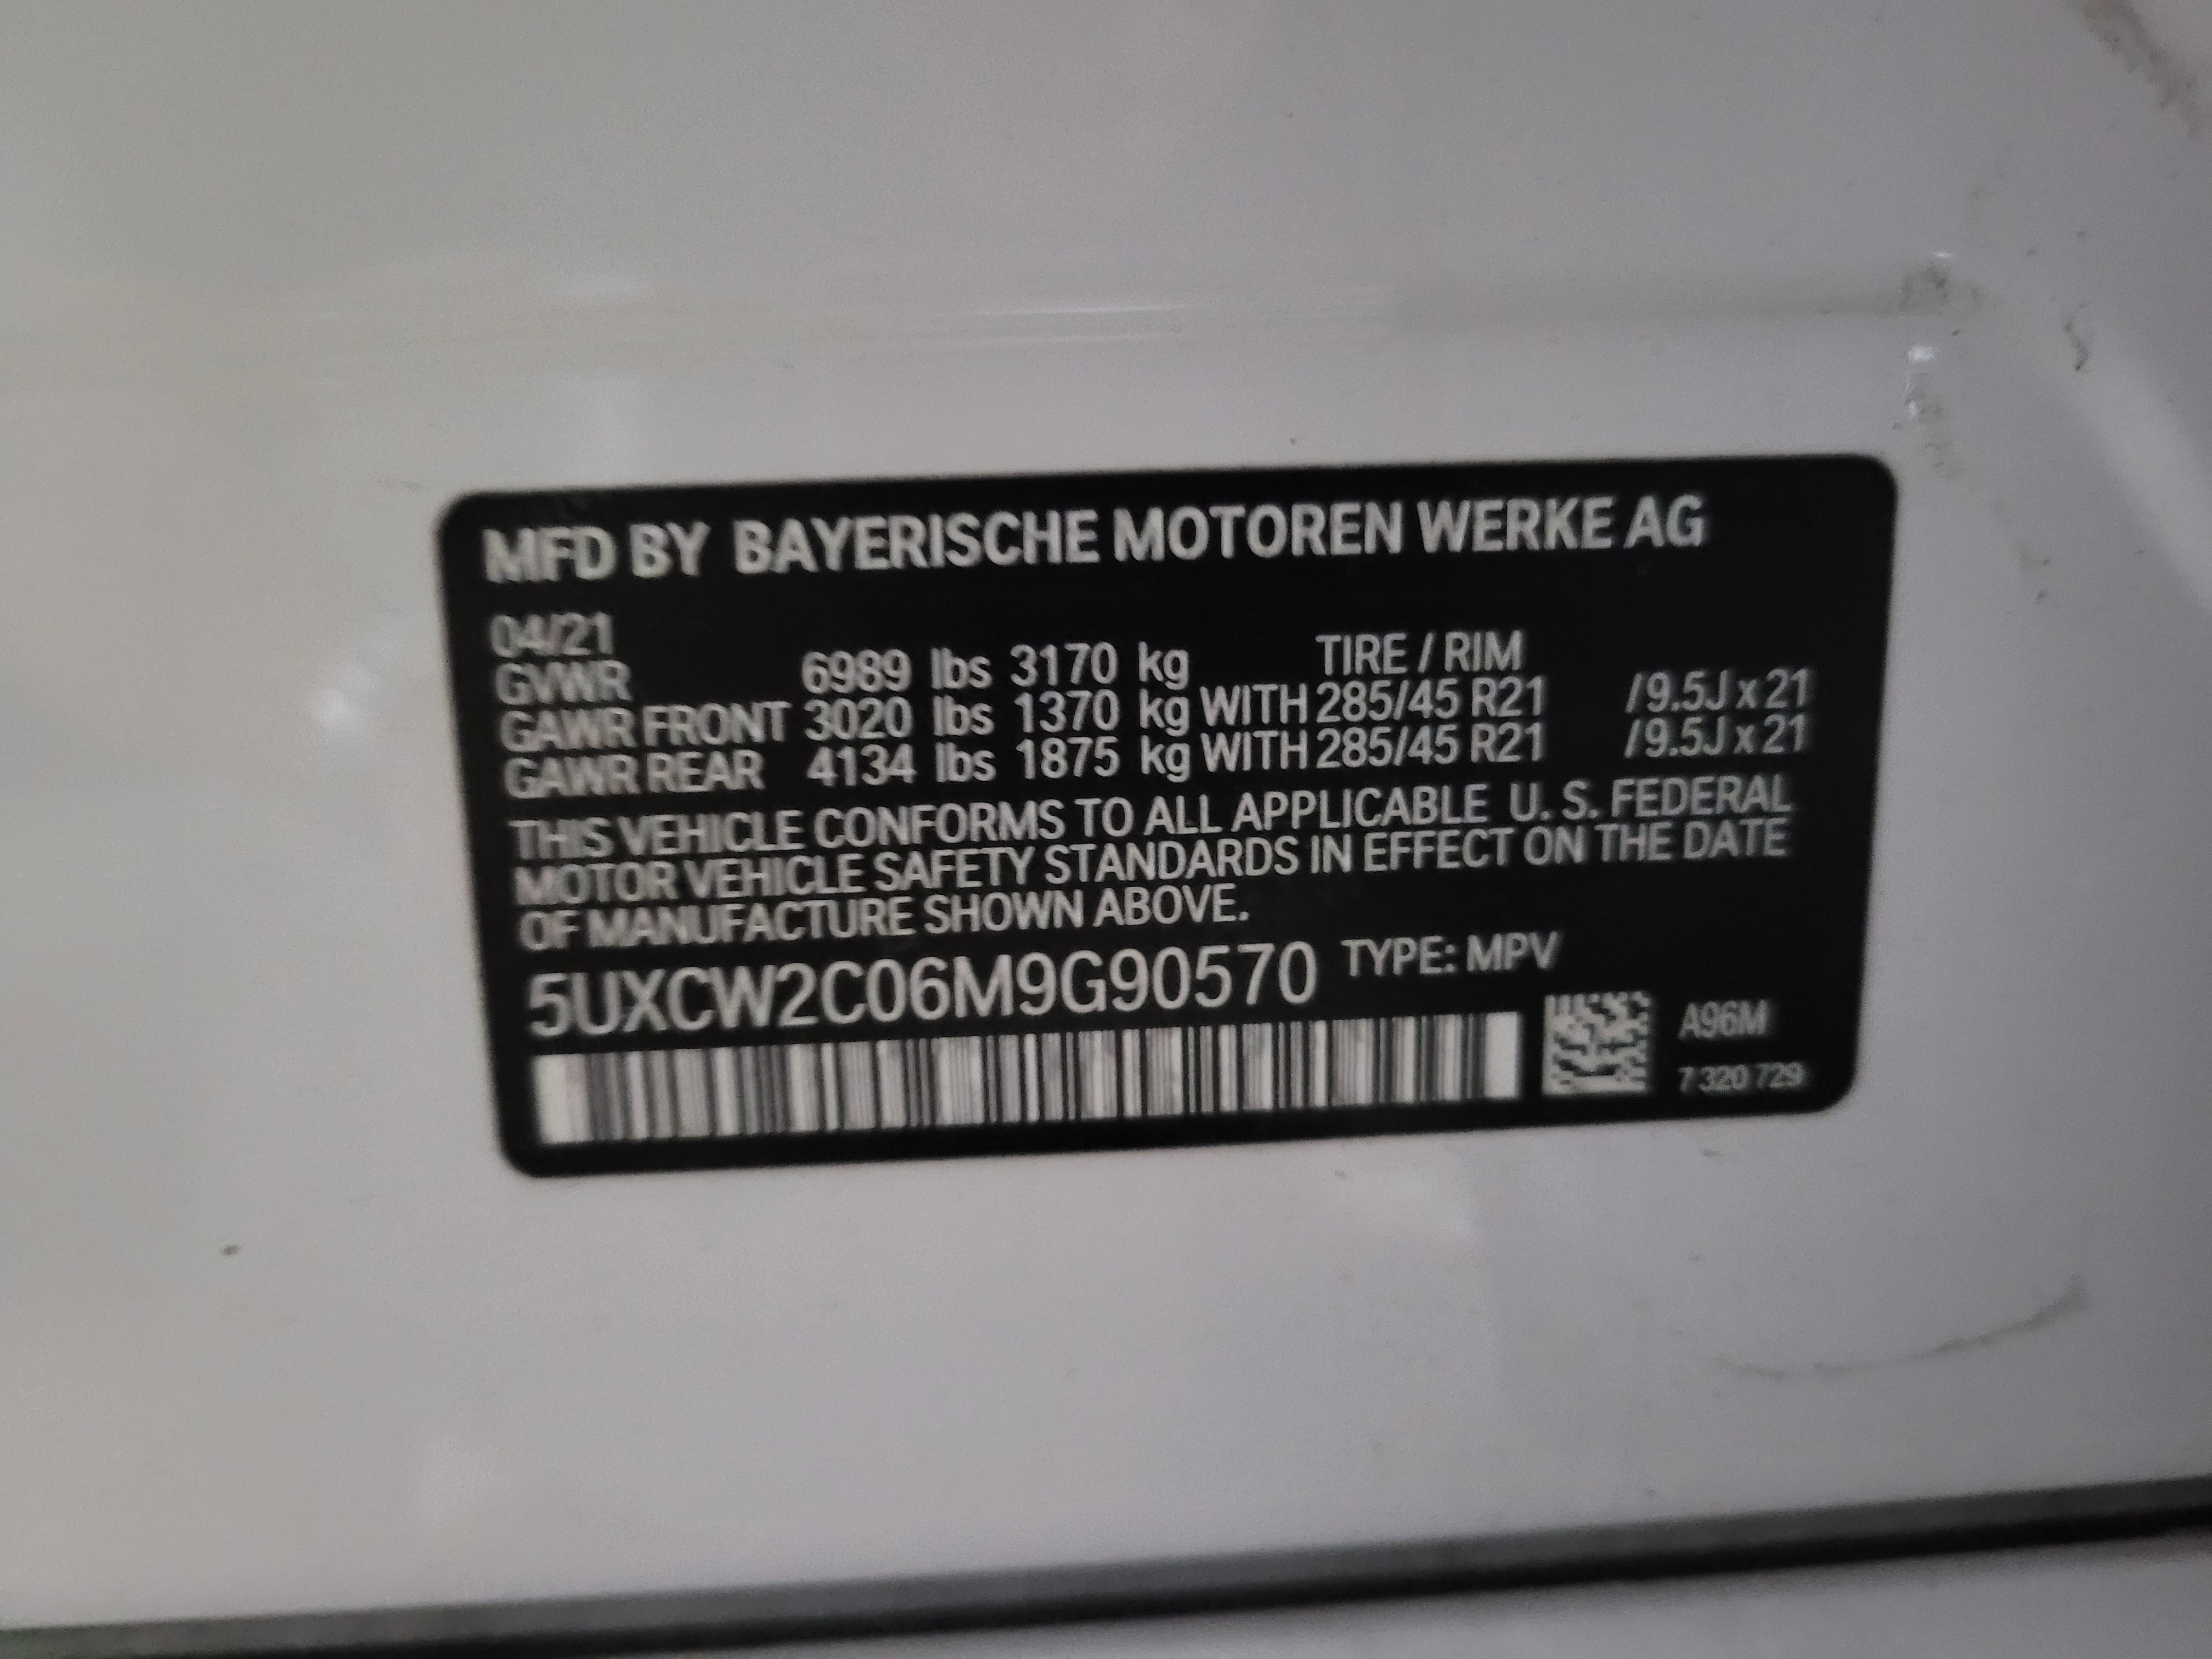 MFD BY BAYERISCHE MOTOREN WERKE AG
04/21
TIRE / RIM
GVWR 6989 lbs 3170 kg
GAWR FRONT 3020 lbs 1370 kg WITH 285/45 R21 /9.5J x 21
GAWR REAR 4134 lbs 1875 kg WITH 285/45 R21 /9.5J x 21
THIS VEHICLE CONFORMS TO ALL APPLICABLE U. S. FEDERAL
MOTOR VEHICLE SAFETY STANDARDS IN EFFECT ON THE DATE
OF MANUFACTURE SHOWN ABOVE.
5UXCW2C06M9G90570 TYPE: MPV
A96M
7 320 729